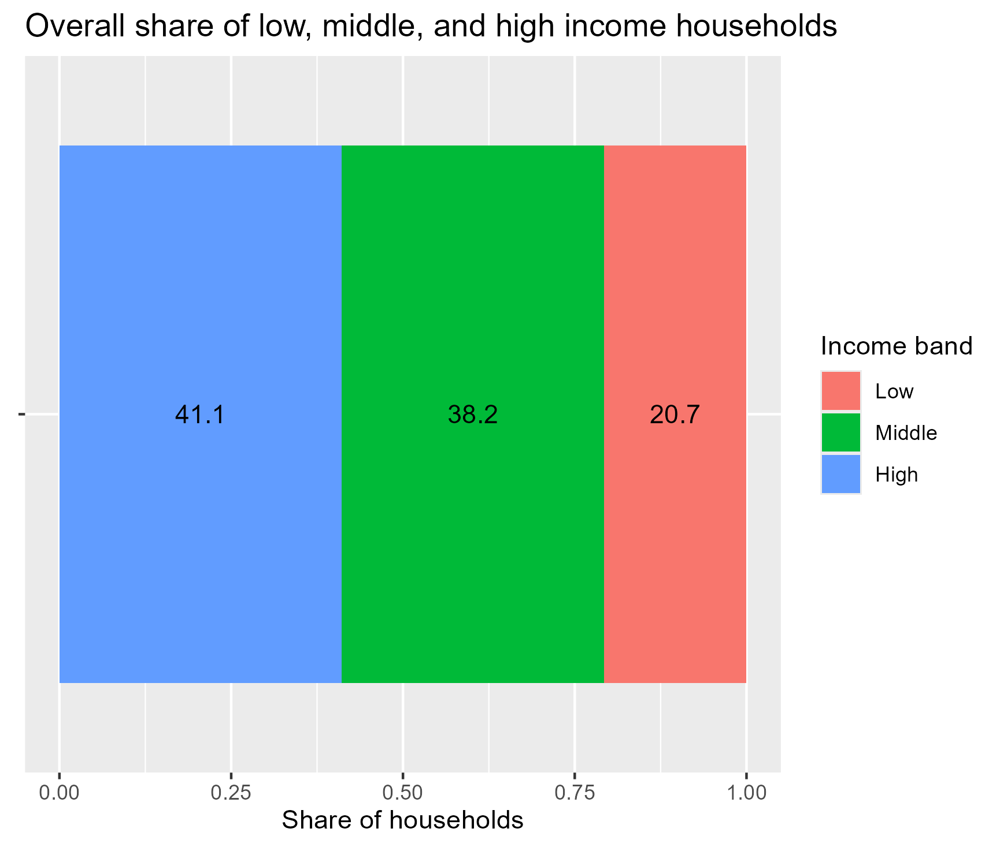 Overall share of low, middle, and high income households
41.1 38.2 20.7
Income band
Low
Middle
High
0.00 0.25 0.50 0.75 1.00
Share of households